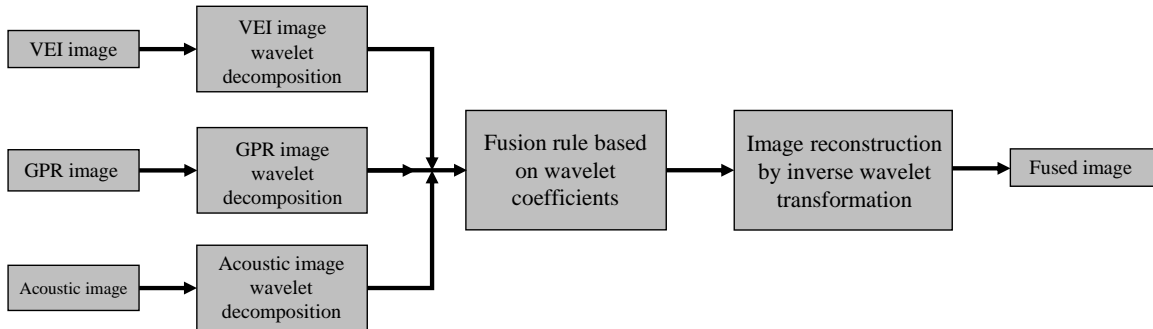 VEI image
VEI image
wavelet
decomposition
GPR image
GPR image
wavelet
decomposition
Acoustic image
Acoustic image
wavelet
decomposition
Fusion rule based
on wavelet
coefficients
Image reconstruction
by inverse wavelet
transformation
Fused image